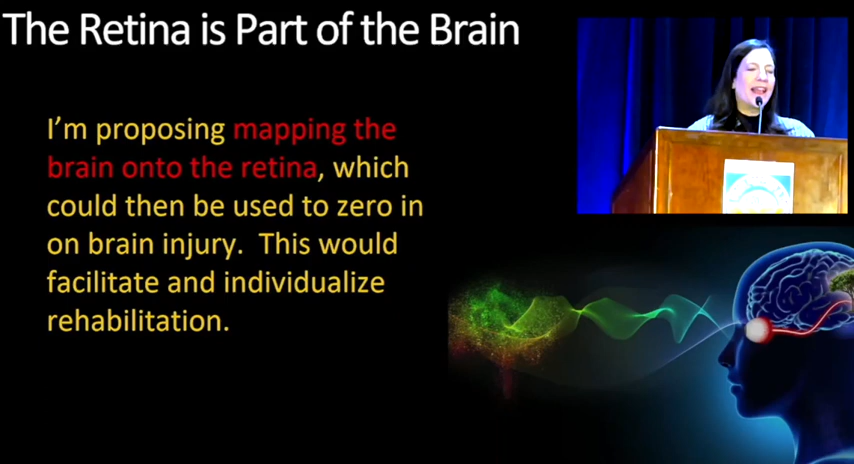 The Retina is Part of the Brain
I'm proposing mapping the
brain onto the retina, which
could then be used to zero in
on brain injury.  This would
facilitate and individualize
rehabilitation.